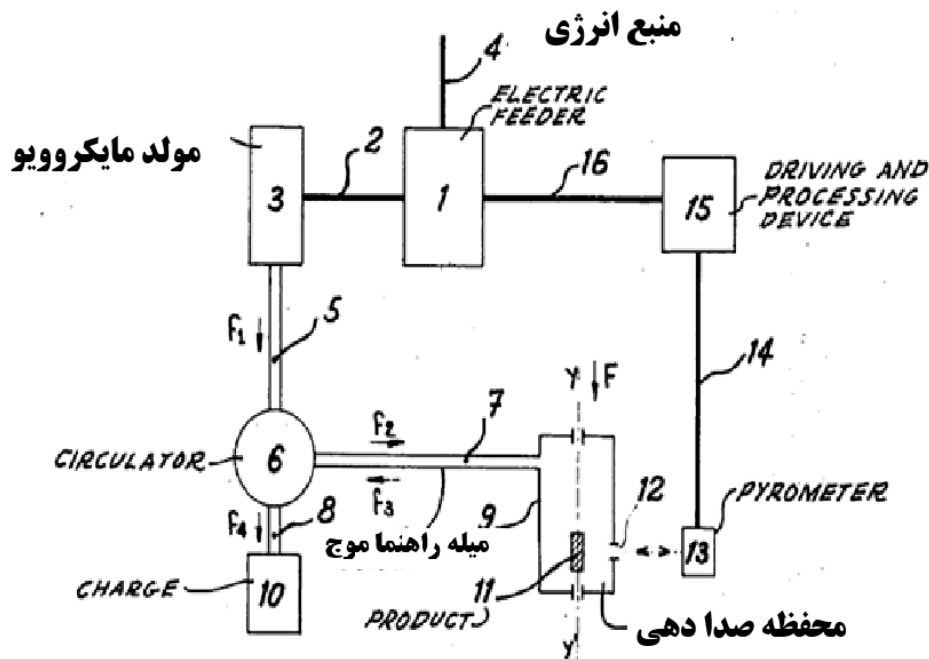 منبع انرژی
4
ELECTRIC
FEEDER
مولد مایکروویو
3
2
1
16
15
DRIVING AND
PROCESSING
DEVICE
F1
5
14
Y
F
7
F2
CIRCULATOR
6
F3
9
12
PYROMETER
13
F4
8
میله راهنما موج
11
CHARGE
10
PRODUCT
محفظه صدا دهی
Y'